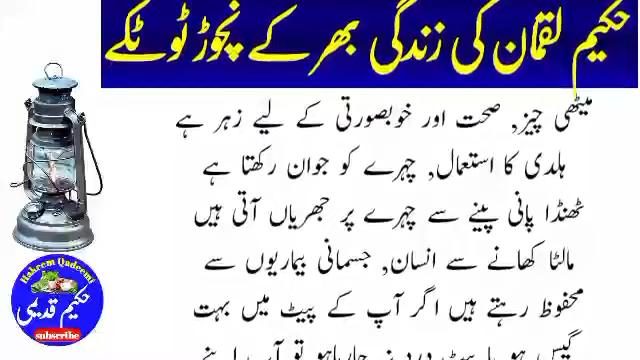 حکیم لقمان کی زندگی بھر کے نچوڑ ٹوٹکے
میٹھی چیز, صحت اور خوبصورتی کے لیے زہر ہے
ہلدی کا استعمال, چہرے کو جوان رکھتا ہے
ٹھنڈا پانی پینے سے چہرے پر جھریاں آتی ہیں
مالٹا کھانے سے انسان, جسمانی بیماریوں سے
محفوظ رہتے ہیں اگر آپ کے پیٹ میں بہت
Hakeem Qadeemi
حکیم قدیمی
subscribe